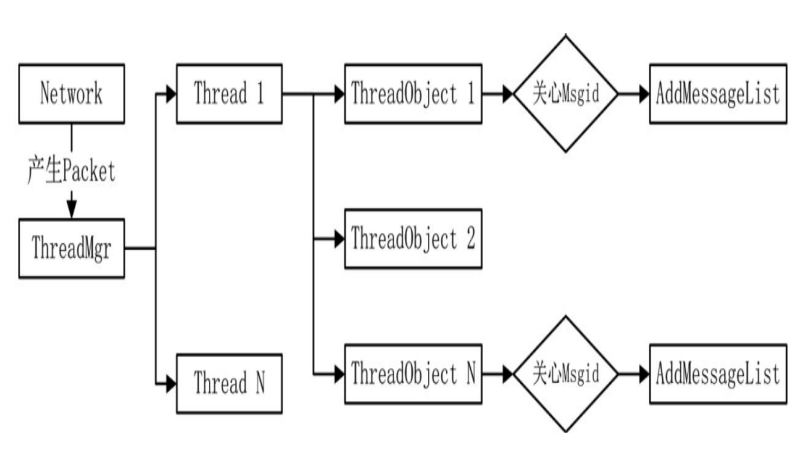 Network
Thread 1
ThreadObject 1
关心Msgid
AddMessageList
产生Packet
ThreadMgr
ThreadObject 2
Thread N
ThreadObject N
关心Msgid
AddMessageList